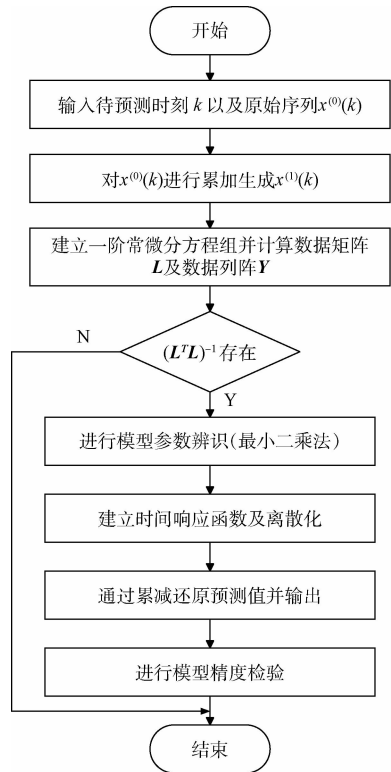 开始
输入待预测时刻 k 以及原始序列x⁽⁰⁾(k)
对x⁽⁰⁾(k)进行累加生成x⁽¹⁾(k)
建立一阶常微分方程组并计算数据矩阵
L及数据列阵Y
N
(LᵀL)⁻¹存在
Y
进行模型参数辨识(最小二乘法)
建立时间响应函数及离散化
通过累减还原预测值并输出
进行模型精度检验
结束